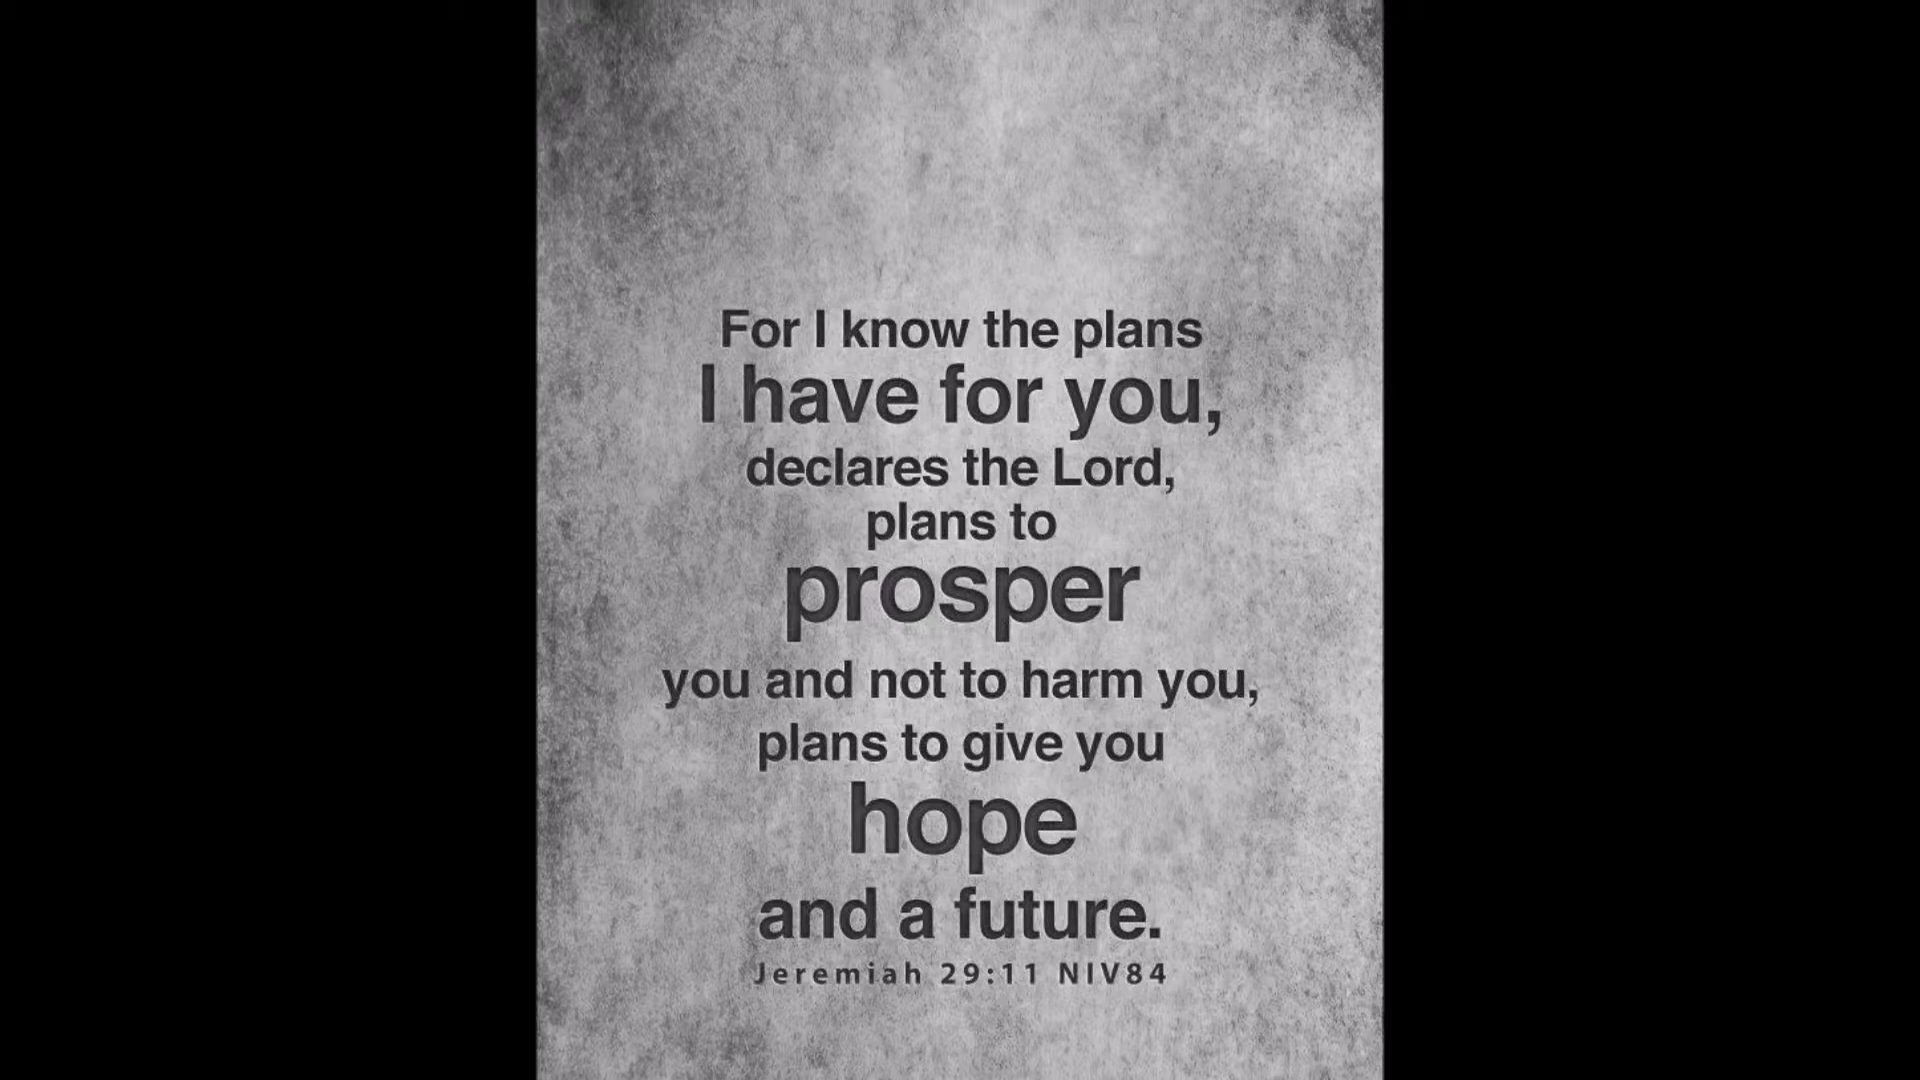 For I know the plans
I have for you,
declares the Lord,
plans to
prosper
you and not to harm you,
plans to give you
hope
and a future.
Jeremiah 29:11 NIV84